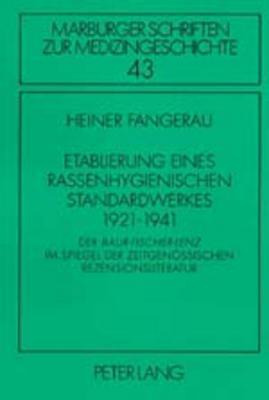 MARBURGER SCHRIFTEN
ZUR MEDIZINGESCHICHTE
43
HEINER FANGERAU
ETABLIERUNG EINES
RASSENHYGIENISCHEN
STANDARDWERKES
1921-1941
DER BAUR-FISCHER-LENZ
IM SPIEGEL DER ZEITGENÖSSISCHEN
REZENSIONSLITERATUR
PETER LANG